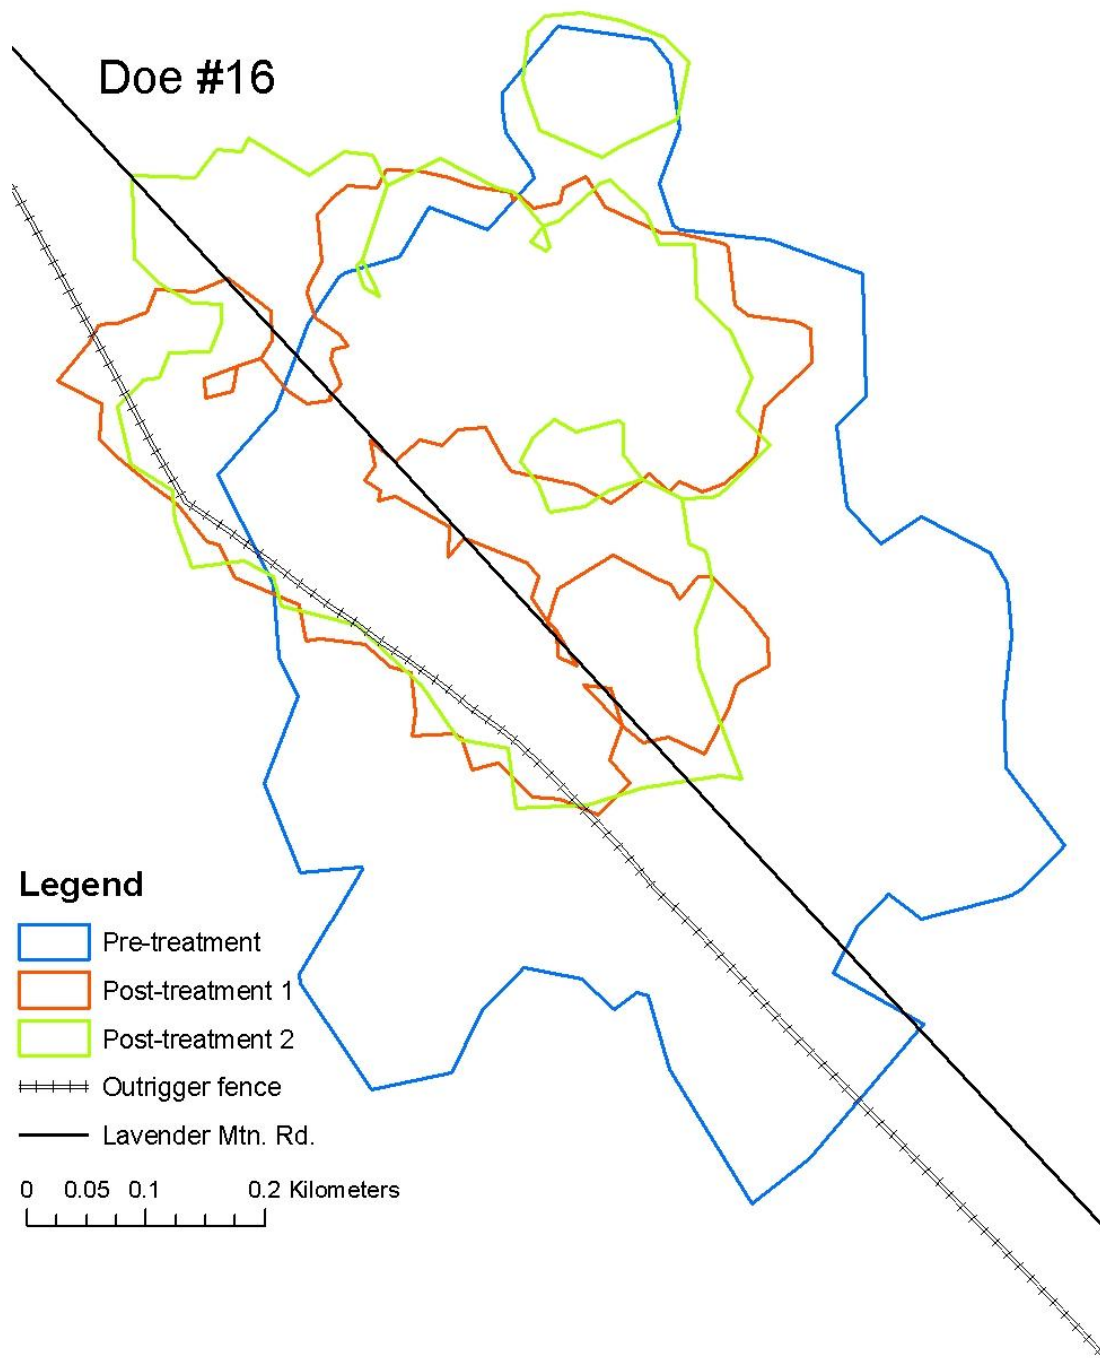 Doe #16
Legend
Pre-treatment
Post-treatment 1
Post-treatment 2
Outrigger fence
Lavender Mtn. Rd.
0 0.05 0.1 0.2 Kilometers